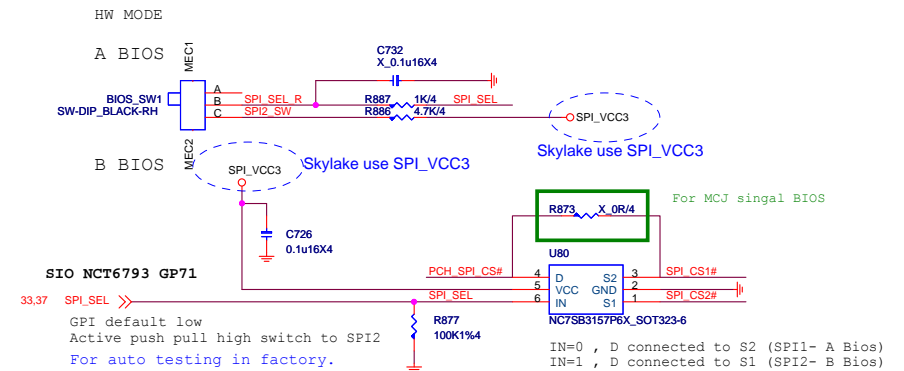 HW MODE
A BIOS
MEC1
C732
X_0.1u16X4
BIOS_SW1
SW-DIP_BLACK-RH
A
B
C
SPI_SEL_R
SPI2_SW
R887
1K/4
SPI_SEL
R886
4.7K/4
SPI_VCC3
Skylake use SPI_VCC3
MEC2
B BIOS
SPI_VCC3
Skylake use SPI_VCC3
C726
0.1u16X4
For MCJ singal BIOS
R873
X_0R/4
U80
SIO NCT6793 GP71
PCH_SPI_CS#
4
D
S2
3
SPI_CS1#
5
VCC
GND
2
33,37
SPI_SEL
SPI_SEL
6
IN
S1
1
SPI_CS2#
NC7SB3157P6X_SOT323-6
R877
100K1%4
GPI default low
Active push pull high switch to SPI2
For auto testing in factory.
IN=0 , D connected to S2 (SPI1- A Bios)
IN=1 , D connected to S1 (SPI2- B Bios)